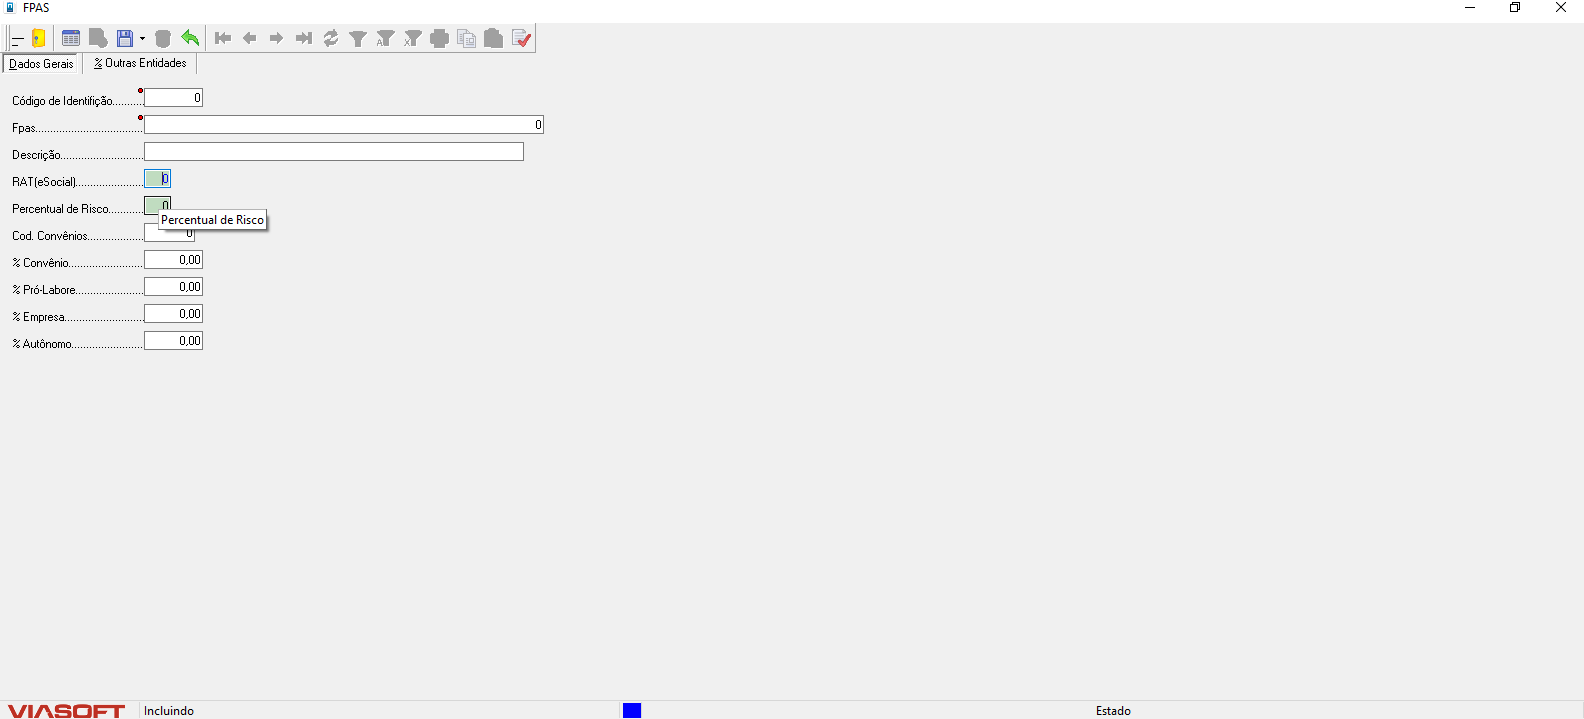 FPAS
Dados Gerais
% Outras Entidades
Código de Identifição........... 0
Fpas.................................... 0
Descrição............................
RAT(eSocial)....................... 0
Percentual de Risco............ 0
Percentual de Risco
Cod. Convênios................... 0
% Convênio......................... 0,00
% Pró-Labore....................... 0,00
% Empresa.......................... 0,00
% Autônomo........................ 0,00
VIASOFT
Incluindo
Estado